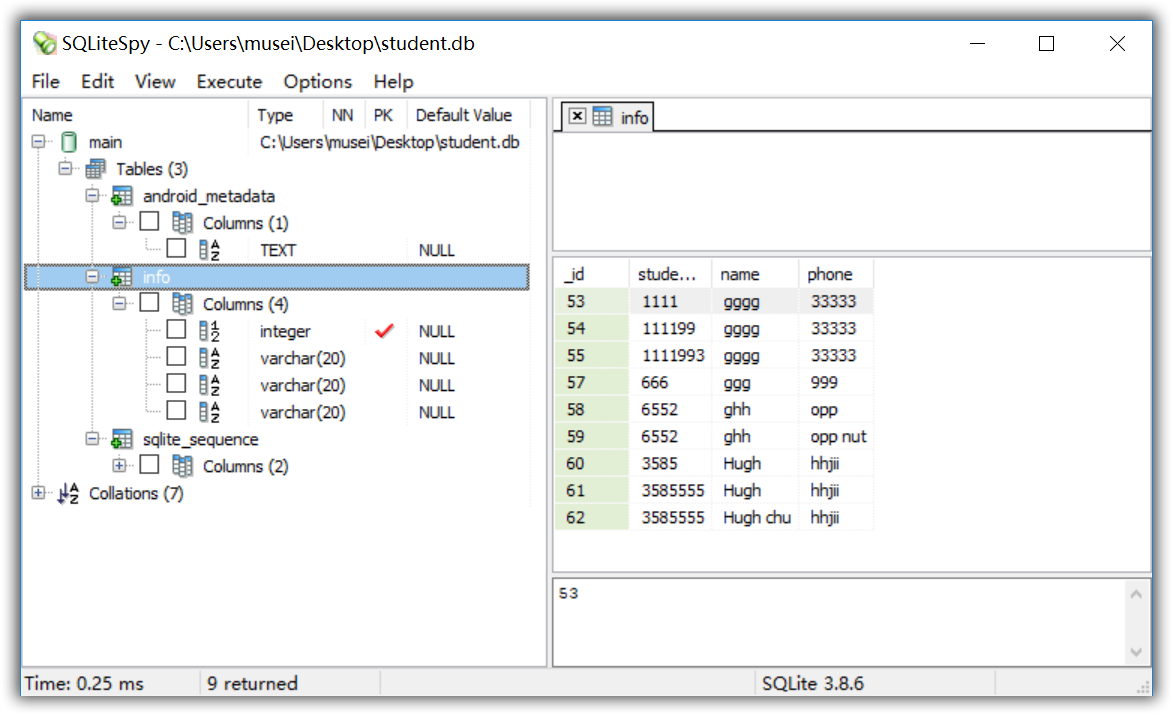 SQLiteSpy - C:\Users\musei\Desktop\student.db
File Edit View Execute Options Help
Name Type NN PK Default Value
main C:\Users\musei\Desktop\student.db
Tables (3)
android_metadata
Columns (1)
TEXT NULL
info
Columns (4)
integer NULL
varchar(20) NULL
varchar(20) NULL
varchar(20) NULL
sqlite_sequence
Columns (2)
Collations (7)
info
_id stude... name phone
53 1111 gggg 33333
54 111199 gggg 33333
55 1111993 gggg 33333
57 666 ggg 999
58 6552 ghh opp
59 6552 ghh opp nut
60 3585 Hugh hhjii
61 3585555 Hugh hhjii
62 3585555 Hugh chu hhjii
53
Time: 0.25 ms 9 returned SQLite 3.8.6